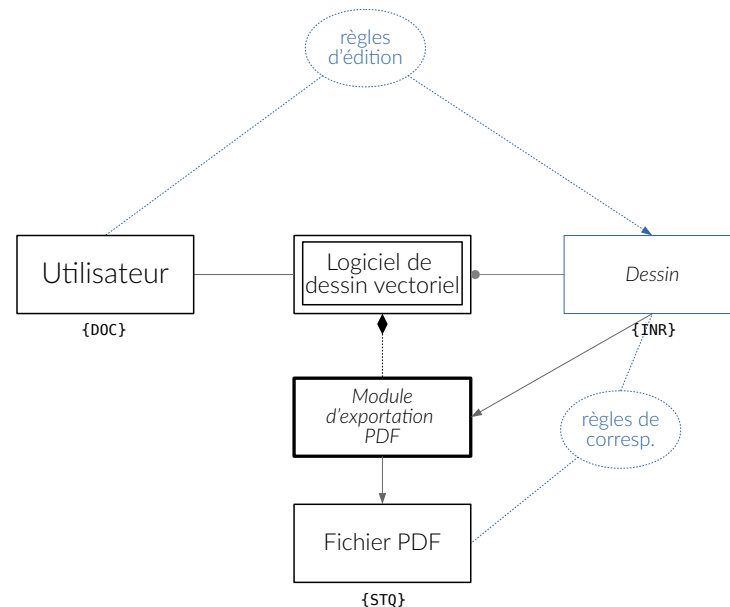 règles
d'édition
Utilisateur
Logiciel de
dessin vectoriel
Dessin
{DOC}
{INR}
Module
d'exportation
PDF
règles de
corresp.
Fichier PDF
{STQ}